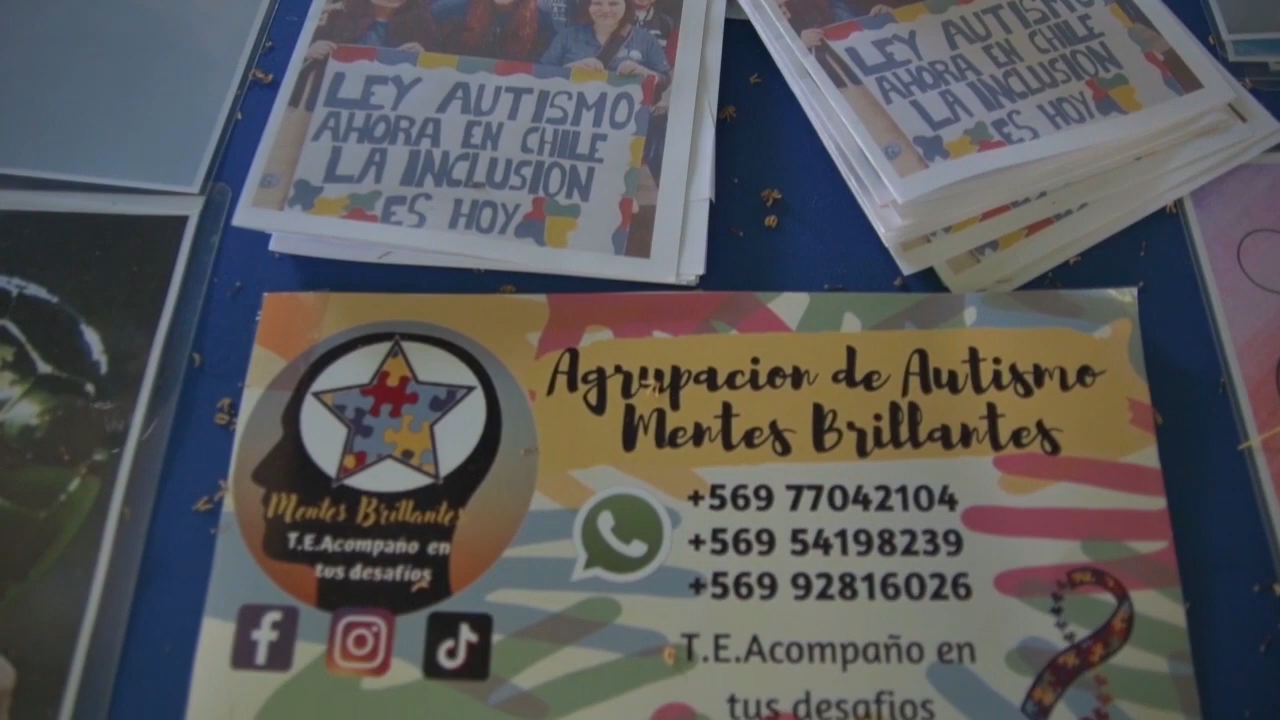 LEY AUTISMO
AHORA EN CHILE
LA INCLUSION
ES HOY
LEY AUTISMO
AHORA EN CHILE
LA INCLUSION
ES HOY
Agrupacion de Autismo
Mentes Brillantes
+569 77042104
+569 54198239
+569 92816026
T.E.Acompaño en
tus desafios
Mentes Brillantes
T.E.Acompaño en
tus desafios